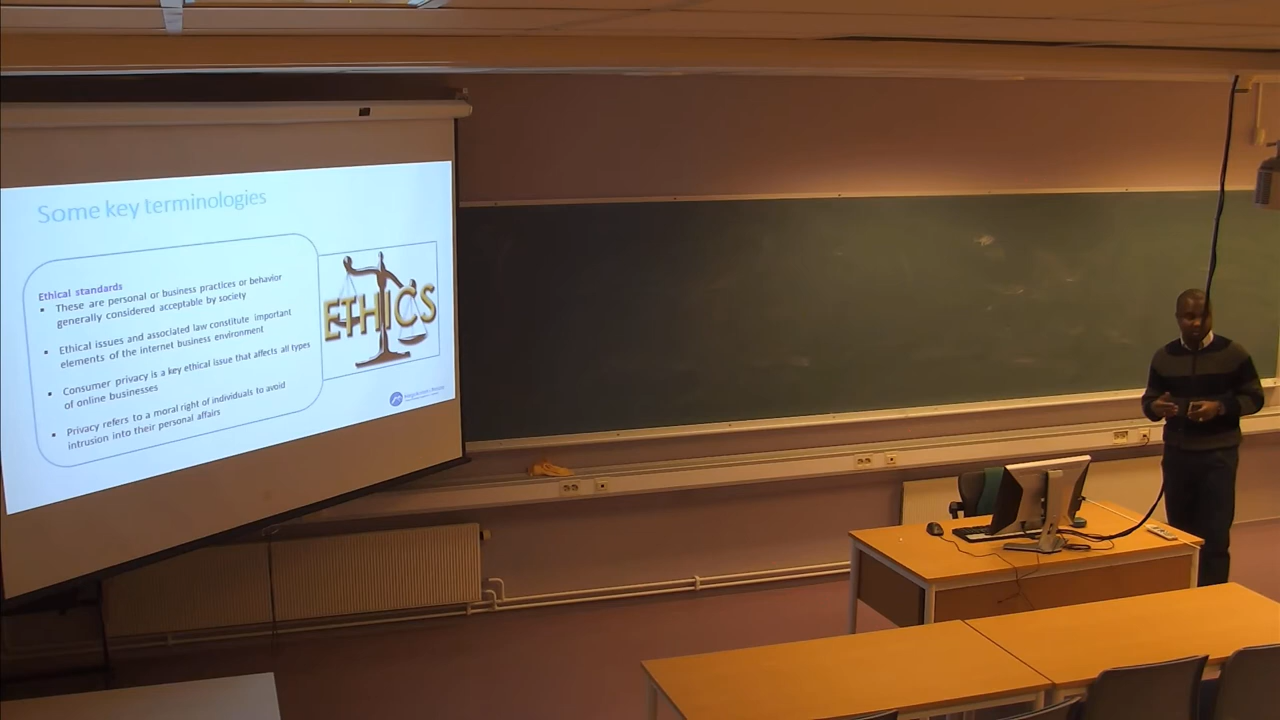 Some key terminologies
Ethical standards
▪ These are personal or business practices or behavior
generally considered acceptable by society
▪ Ethical issues and associated law constitute important
elements of the internet business environment
▪ Consumer privacy is a key ethical issue that affects all types
of online businesses
▪ Privacy refers to a moral right of individuals to avoid
intrusion into their personal affairs
ETHICS